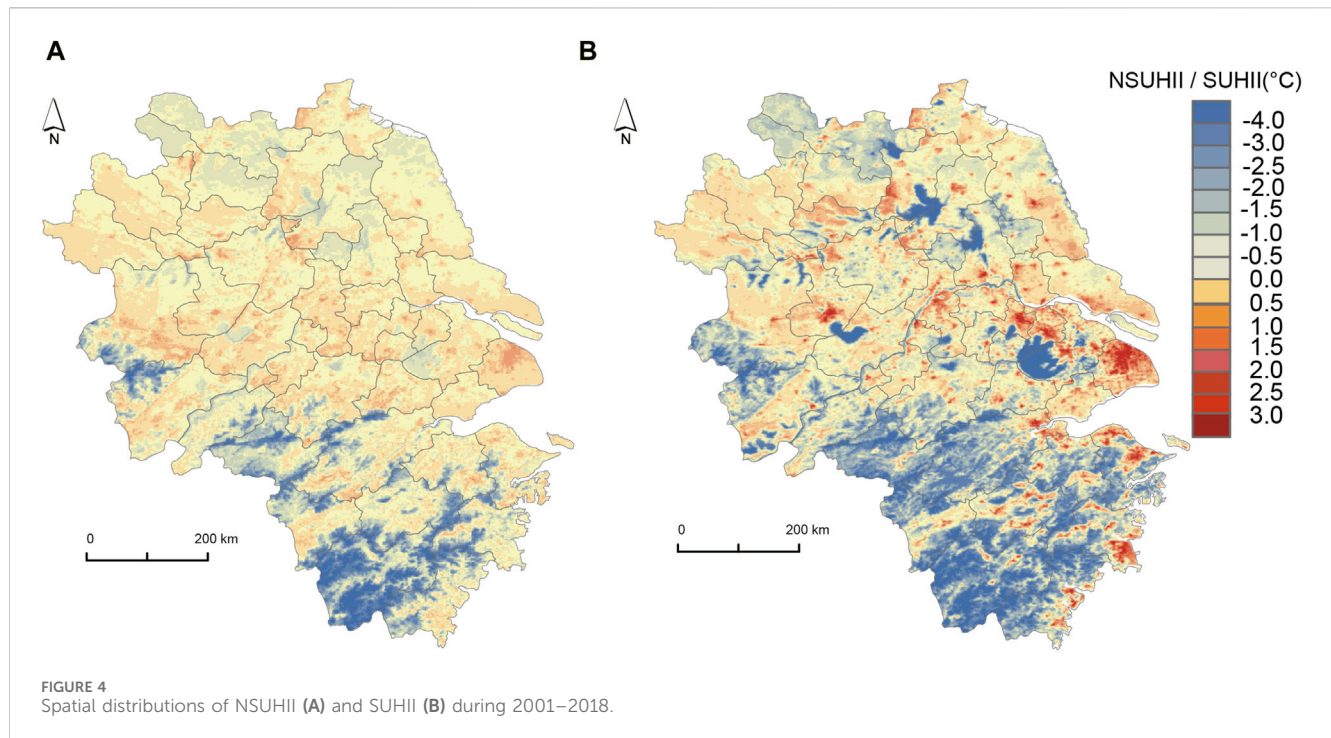 A
B
NSUHII / SUHII(°C)
N
N
-4.0
-3.0
-2.5
-2.0
-1.5
-1.0
-0.5
0.0
0.5
1.0
1.5
2.0
2.5
3.0
0 200 km
0 200 km
FIGURE 4
Spatial distributions of NSUHII (A) and SUHII (B) during 2001–2018.